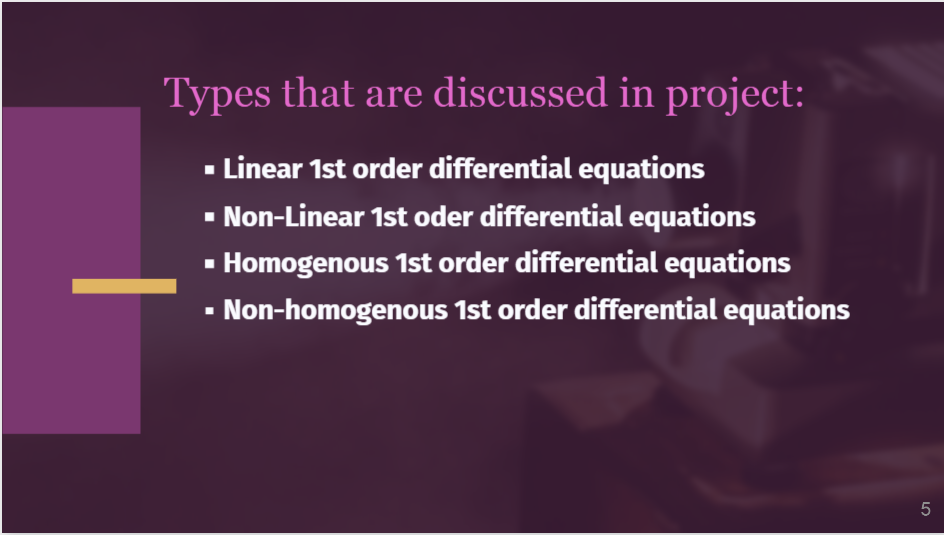 Types that are discussed in project:
▪ Linear 1st order differential equations
▪ Non-Linear 1st oder differential equations
▪ Homogenous 1st order differential equations
▪ Non-homogenous 1st order differential equations
5